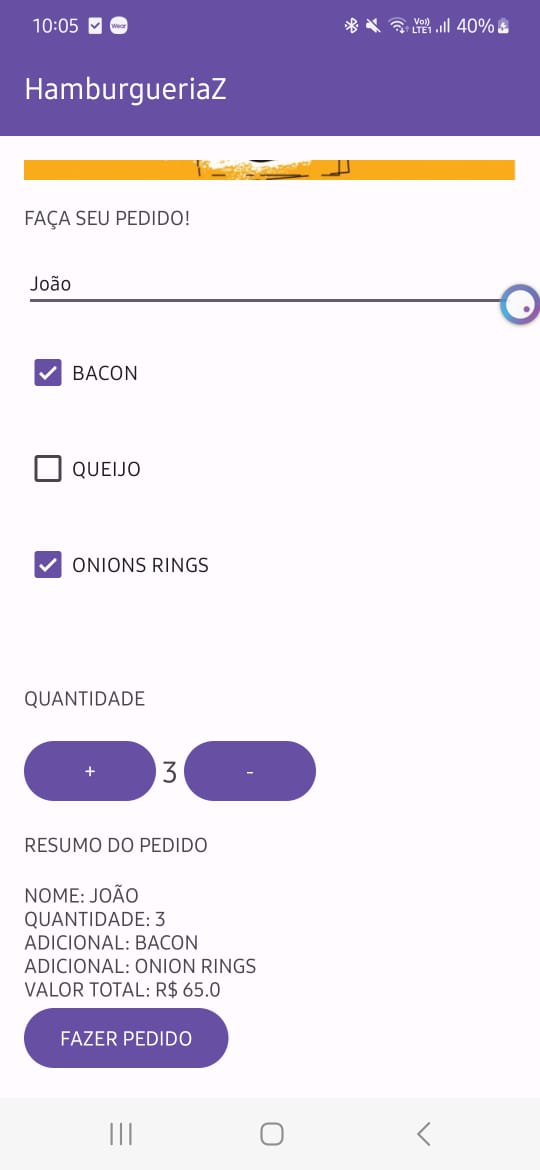 10:05 Wear Vo)) LTE1 40%
HamburgueriaZ
FAÇA SEU PEDIDO!
João
BACON
QUEIJO
ONIONS RINGS
QUANTIDADE
+ 3 -
RESUMO DO PEDIDO
NOME: JOÃO
QUANTIDADE: 3
ADICIONAL: BACON
ADICIONAL: ONION RINGS
VALOR TOTAL: R$ 65.0
FAZER PEDIDO